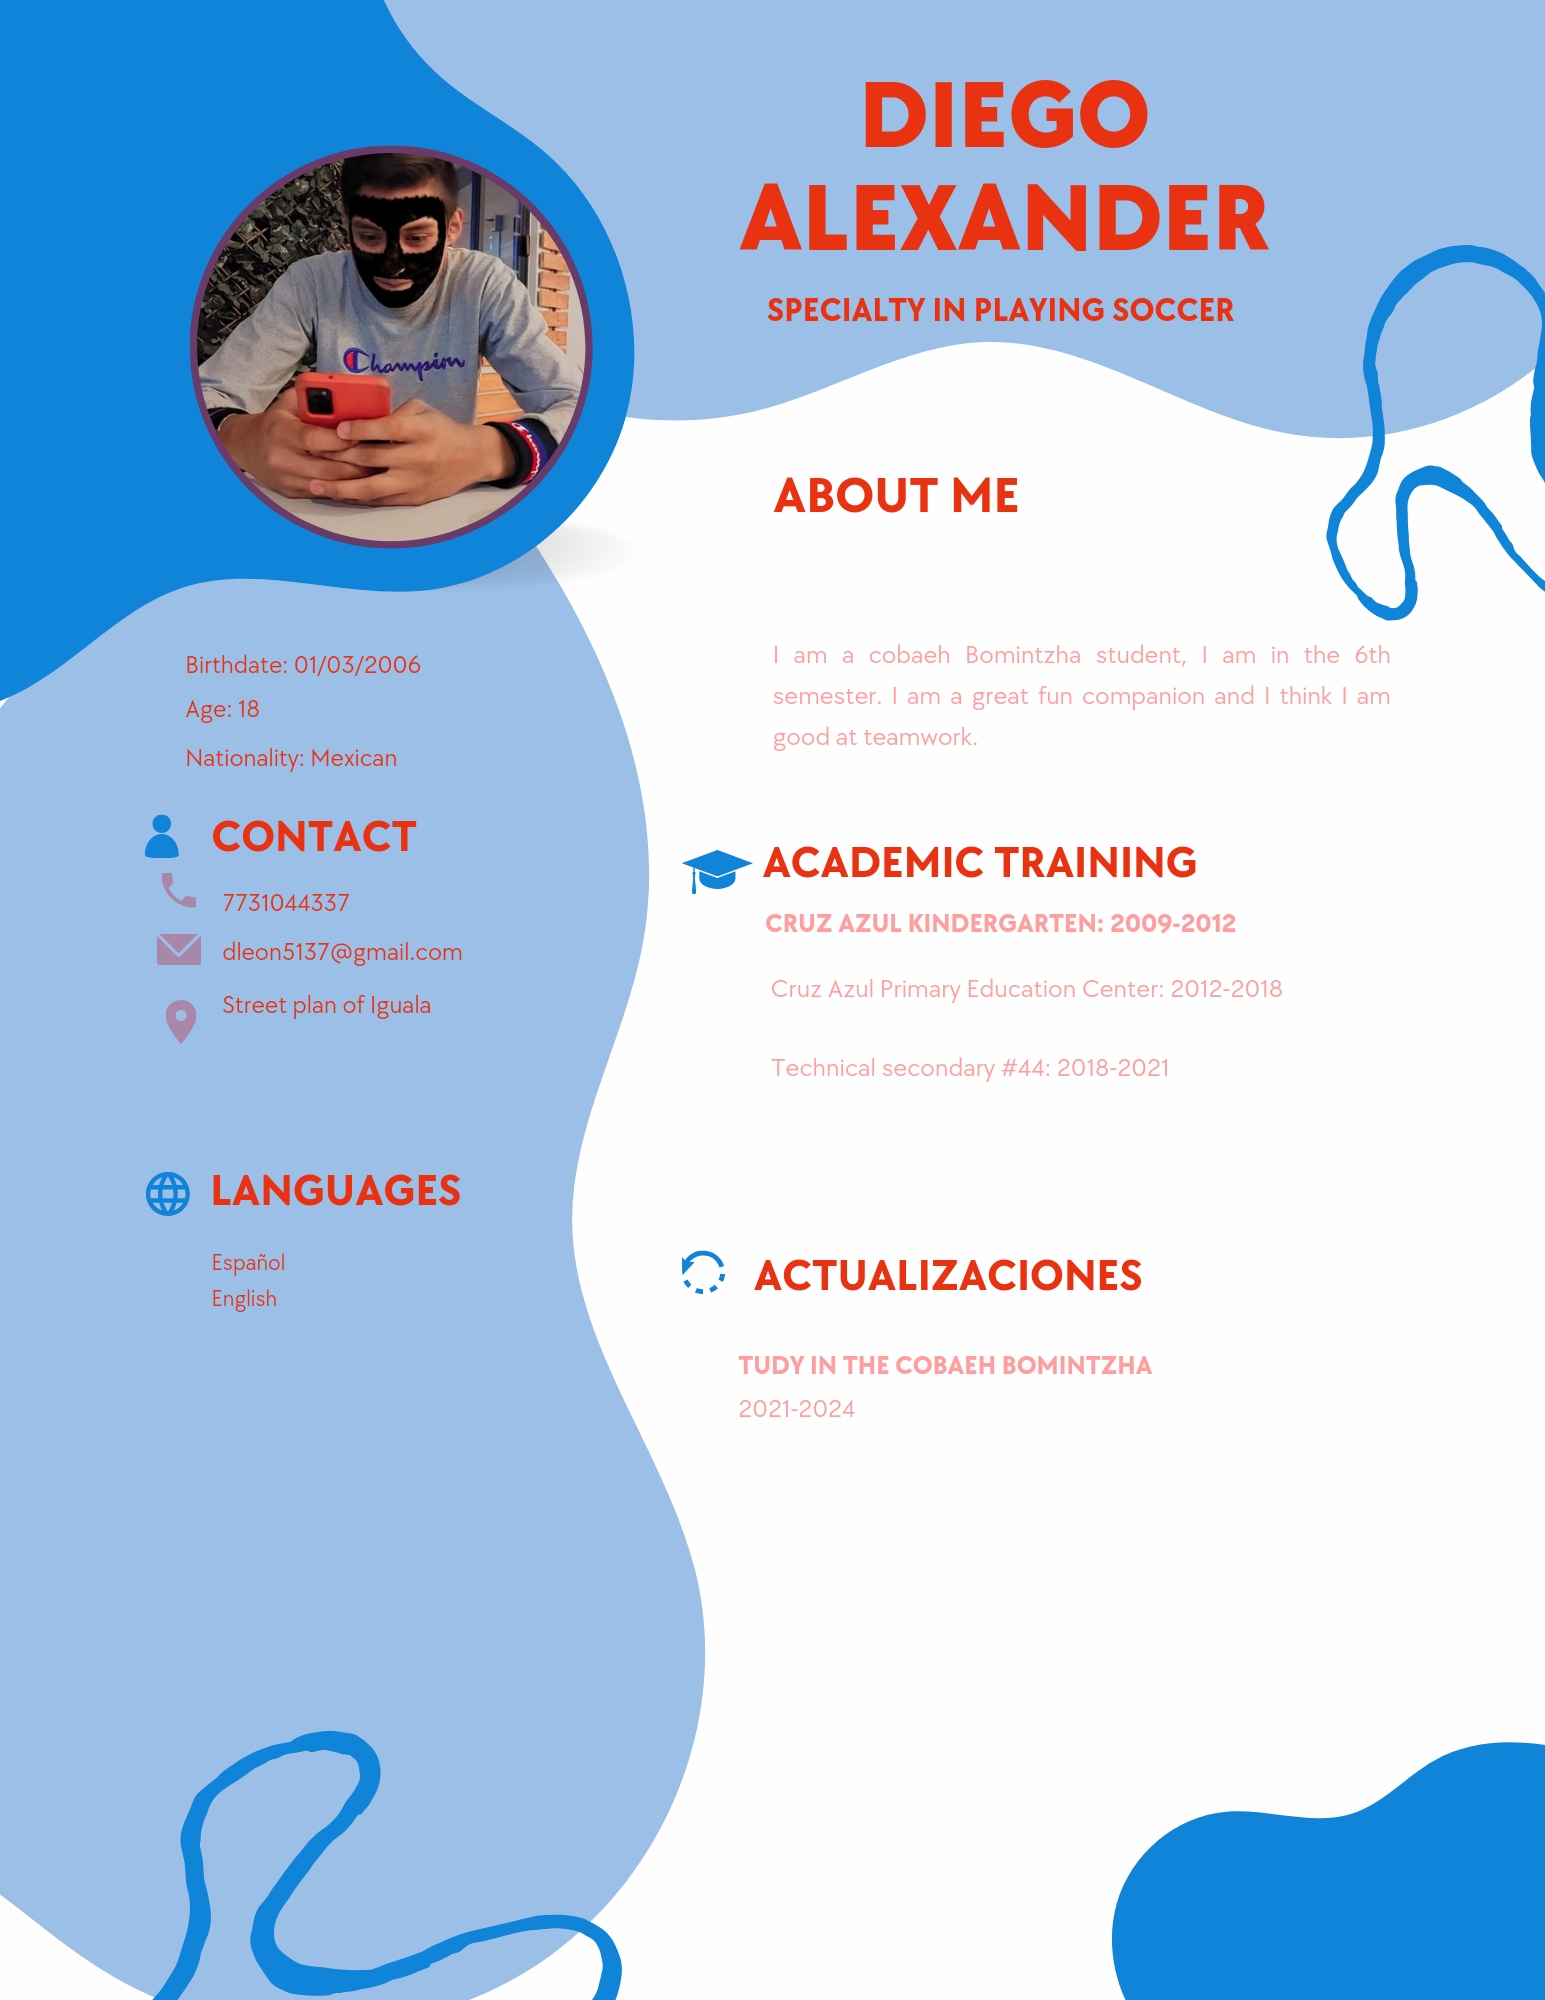 DIEGO
ALEXANDER
SPECIALTY IN PLAYING SOCCER
Champion
Birthdate: 01/03/2006
Age: 18
Nationality: Mexican
CONTACT
7731044337
dleon5137@gmail.com
Street plan of Iguala
LANGUAGES
Español
English
ABOUT ME
I am a cobaeh Bomintzha student, I am in the 6th
semester. I am a great fun companion and I think I am
good at teamwork.
ACADEMIC TRAINING
CRUZ AZUL KINDERGARTEN: 2009-2012
Cruz Azul Primary Education Center: 2012-2018
Technical secondary #44: 2018-2021
ACTUALIZACIONES
TUDY IN THE COBAEH BOMINTZHA
2021-2024